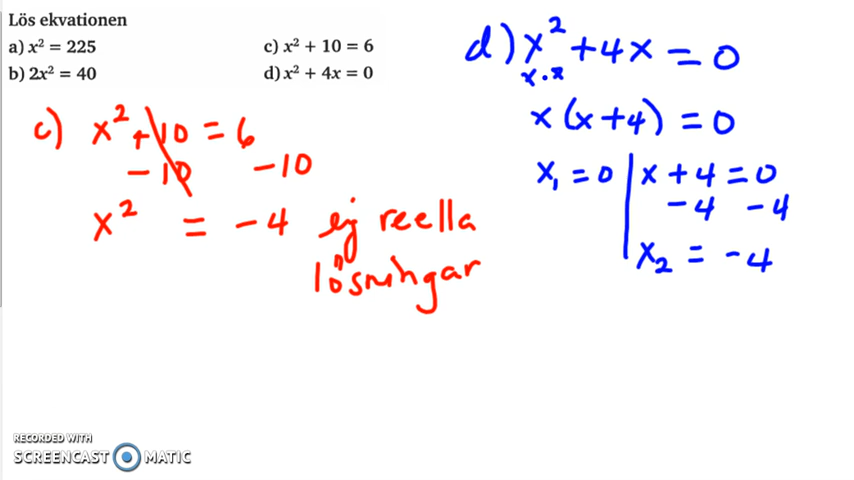 Lös ekvationen
a) x² = 225
c) x² + 10 = 6
b) 2x² = 40
d) x² + 4x = 0
c) x² + 10 = 6
- 10 - 10
x² = - 4 ej reella
lösningar
d) x² + 4x = 0
x · x
x (x + 4) = 0
x₁ = 0 | x + 4 = 0
- 4 - 4
x₂ = - 4
RECORDED WITH
SCREENCAST MATIC